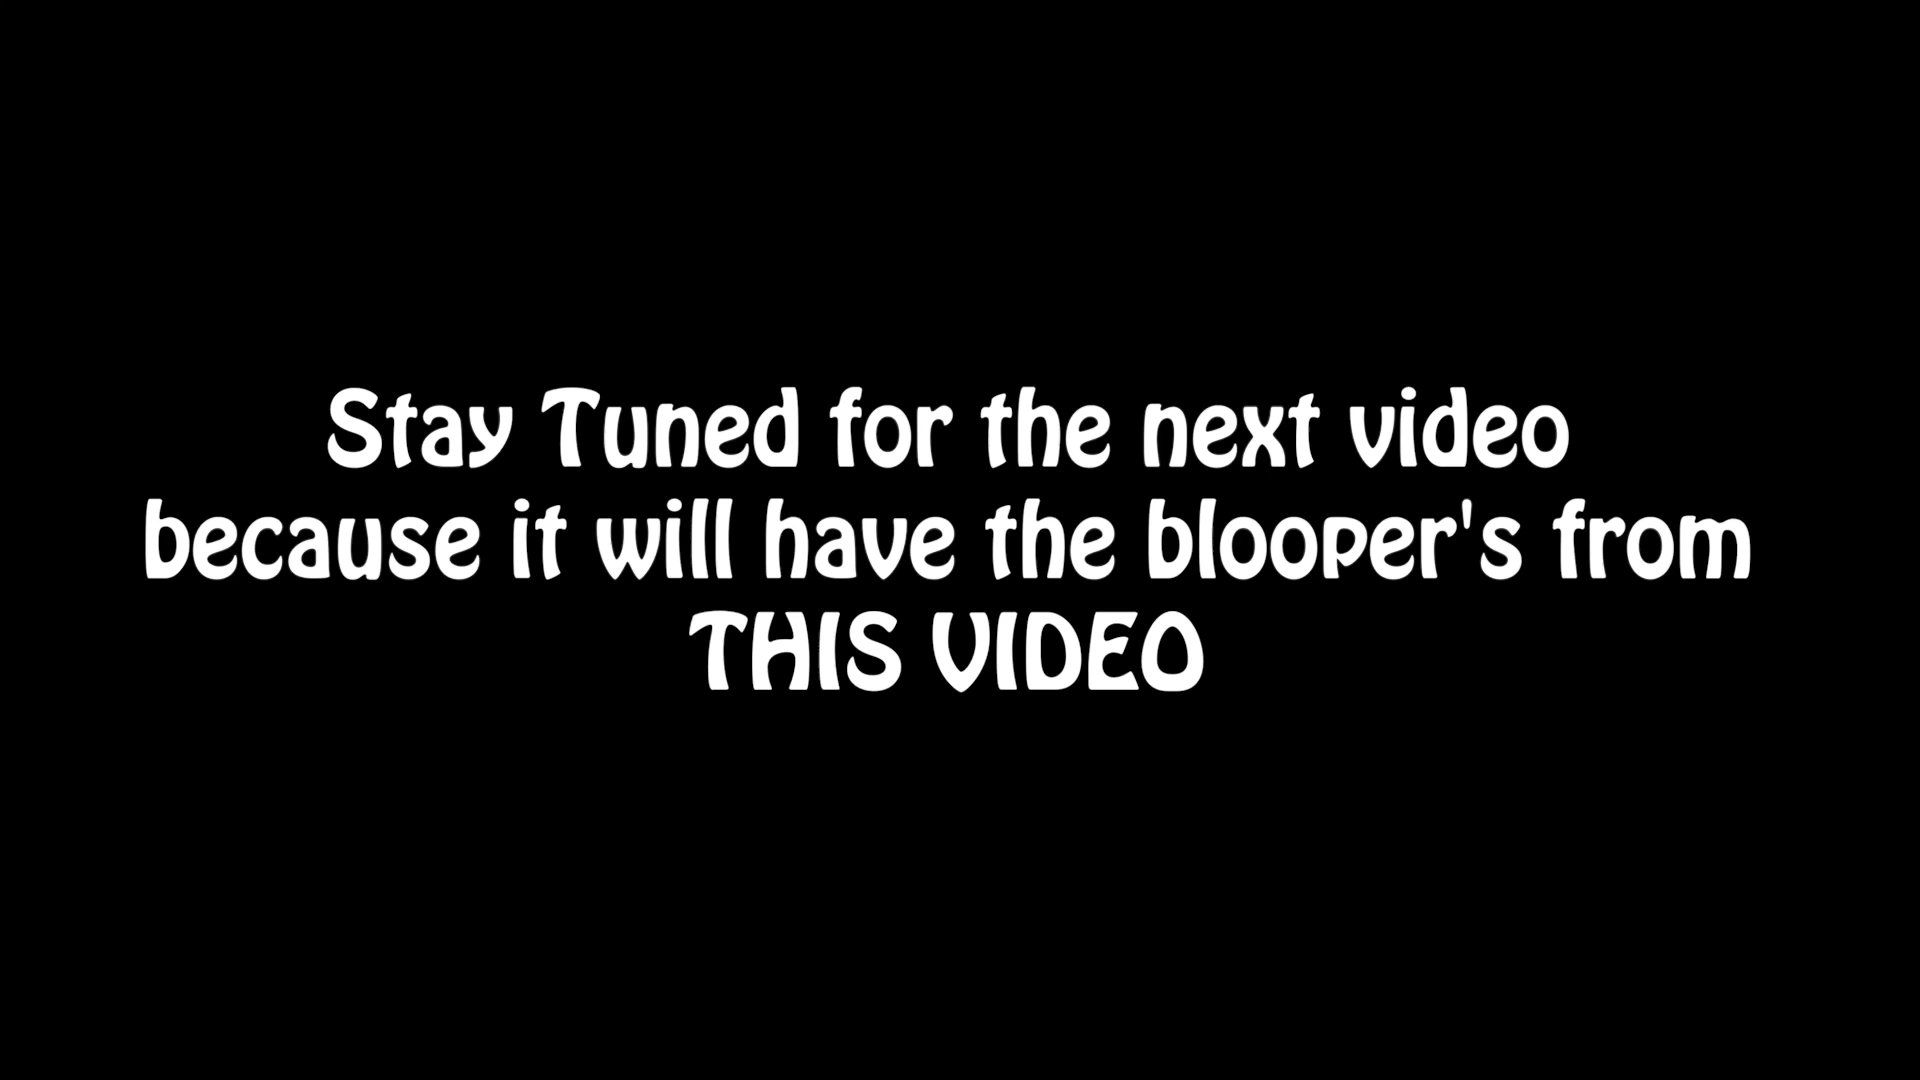 Stay Tuned for the next video
because it will have the blooper's from
THIS VIDEO